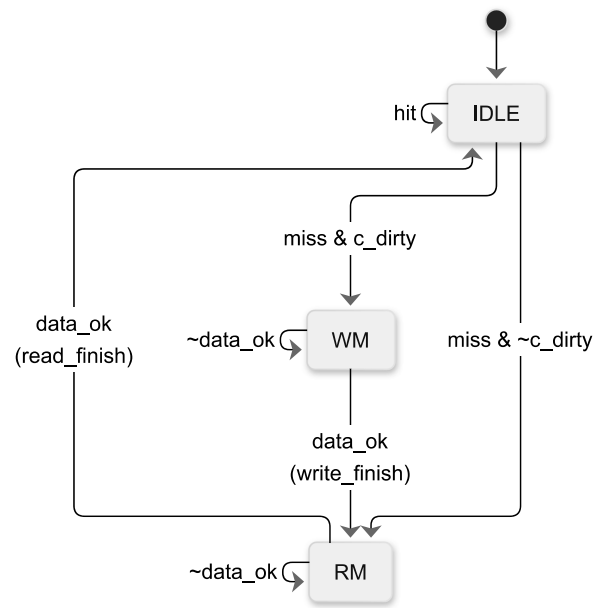 hit
IDLE
miss & c_dirty
data_ok
(read_finish)
~data_ok
WM
miss & ~c_dirty
data_ok
(write_finish)
~data_ok
RM